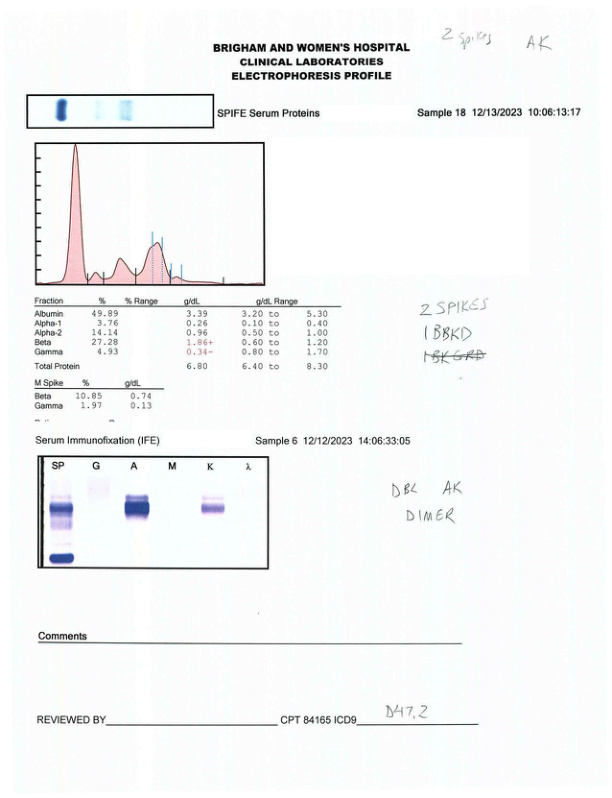 2 spikes AK
BRIGHAM AND WOMEN'S HOSPITAL
CLINICAL LABORATORIES
ELECTROPHORESIS PROFILE
SPIFE Serum Proteins Sample 18 12/13/2023 10:06:13:17
Fraction % % Range g/dL g/dL Range
Albumin 49.89 3.39 3.20 to 5.30
Alpha-1 3.76 0.26 0.10 to 0.40
Alpha-2 14.14 0.96 0.50 to 1.00
Beta 27.28 1.86+ 0.60 to 1.20
Gamma 4.93 0.34- 0.80 to 1.70
Total Protein 6.80 6.40 to 8.30
2 SPIKES
1 BBKD
1 BK GRD
M Spike % g/dL
Beta 10.85 0.74
Gamma 1.97 0.13
Serum Immunofixation (IFE) Sample 6 12/12/2023 14:06:33:05
SP G A M K λ
DBL AK
DIMER
Comments
REVIEWED BY CPT 84165 ICD9 D47.2